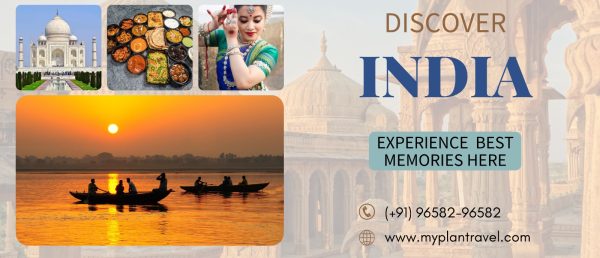 DISCOVER
INDIA
EXPERIENCE BEST
MEMORIES HERE
(+91) 96582-96582
www.myplantravel.com